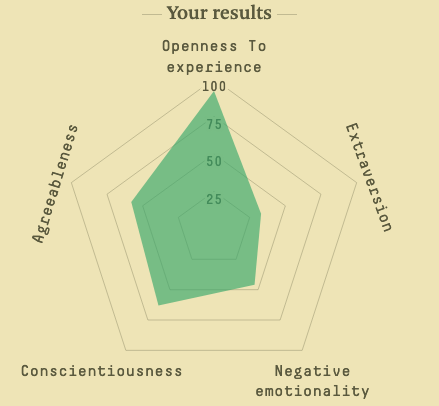 Your results
Openness To
experience
100
75
50
25
Agreeableness
Extraversion
Conscientiousness
Negative
emotionality